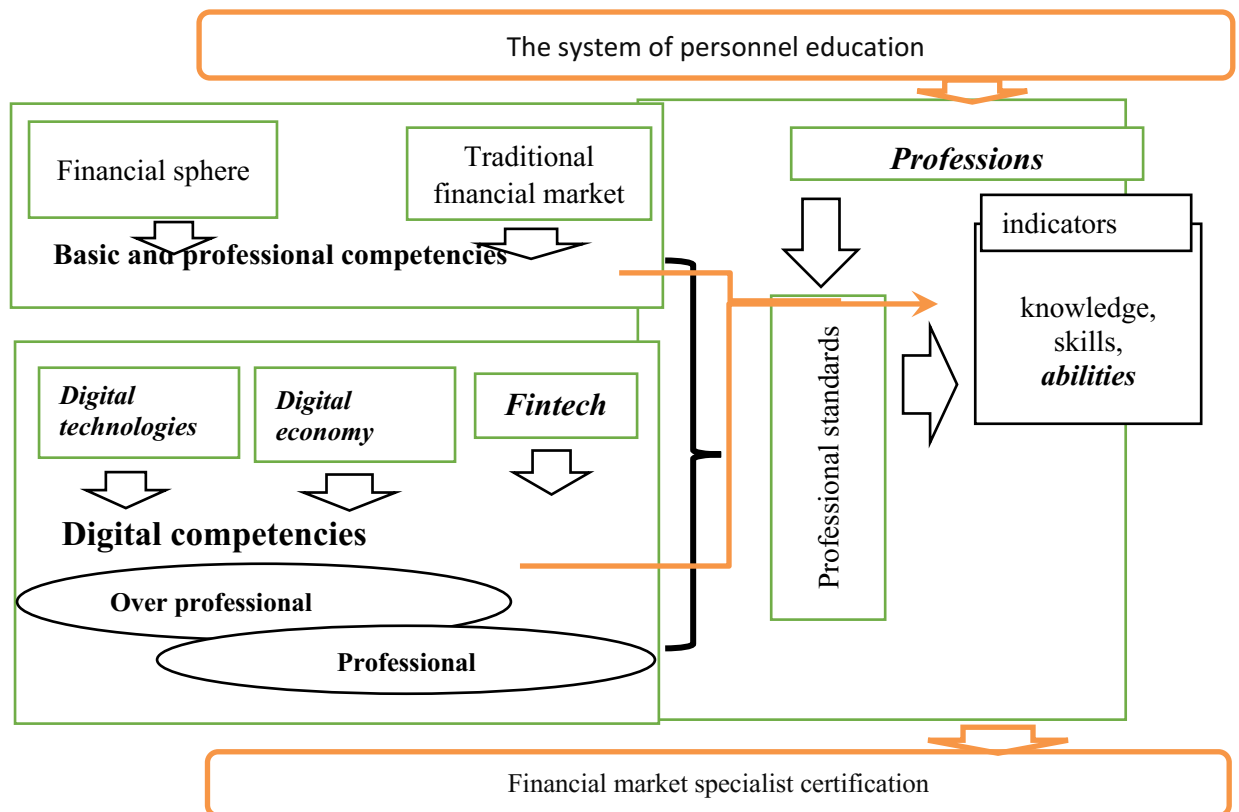 The system of personnel education
Financial sphere
Traditional
financial market
Basic and professional competencies
Professions
indicators
knowledge,
skills,
abilities
Professional standards
Digital
technologies
Digital
economy
Fintech
Digital competencies
Over professional
Professional
Financial market specialist certification